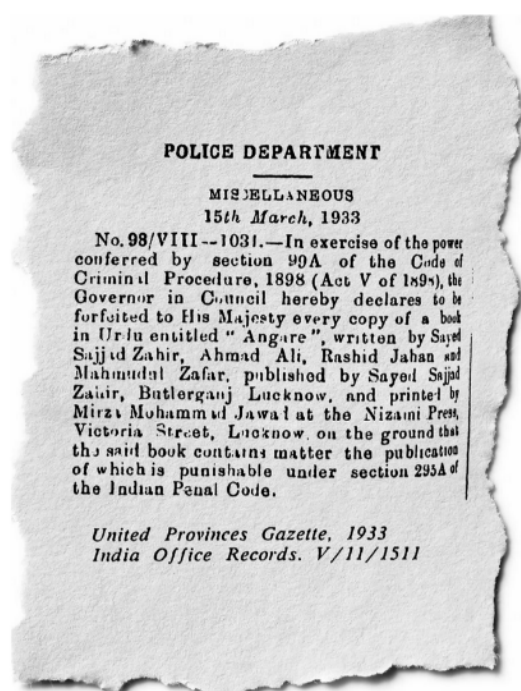 POLICE DEPARTMENT
MISCELLANEOUS
15th March, 1933
No. 98/VIII--1031.—In exercise of the power
conferred by section 99A of the Code of
Criminal Procedure, 1898 (Act V of 1898), the
Governor in Council hereby declares to be
forfeited to His Majesty every copy of a book
in Urdu entitled " Angare ", written by Sayed
Sajjad Zahir, Ahmad Ali, Rashid Jahan and
Mahmudul Zafar, published by Sayed Sajjad
Zahir, Butlerganj Lucknow, and printed by
Mirza Mohammad Jawad at the Nizami Press,
Victoria Street, Lucknow, on the ground that
the said book contains matter the publication
of which is punishable under section 295A of
the Indian Penal Code.
United Provinces Gazette, 1933
India Office Records. V/11/1511